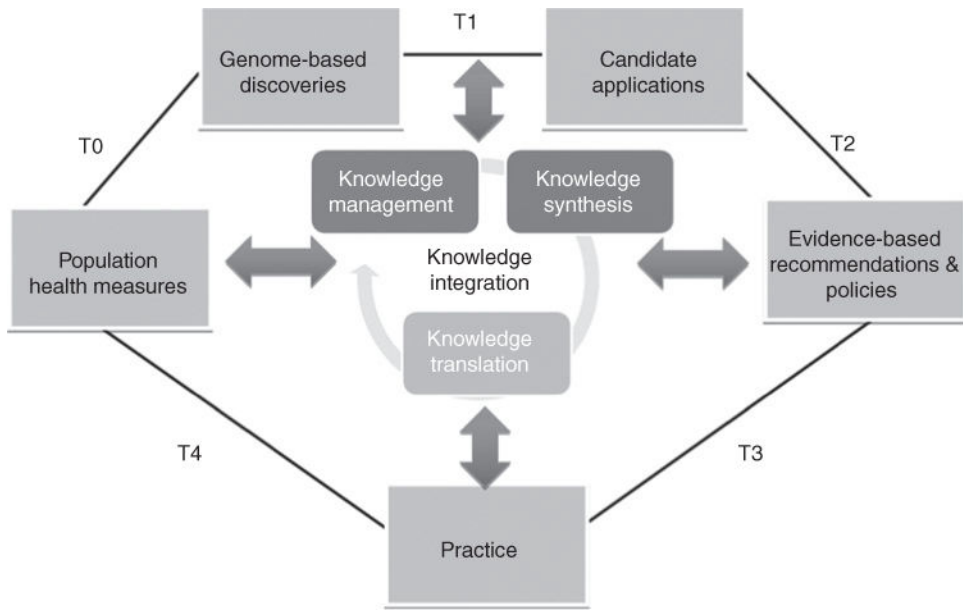 T1
Genome-based
discoveries
Candidate
applications
T0
T2
Knowledge
management
Knowledge
synthesis
Population
health measures
Knowledge
integration
Evidence-based
recommendations &
policies
Knowledge
translation
T4
T3
Practice